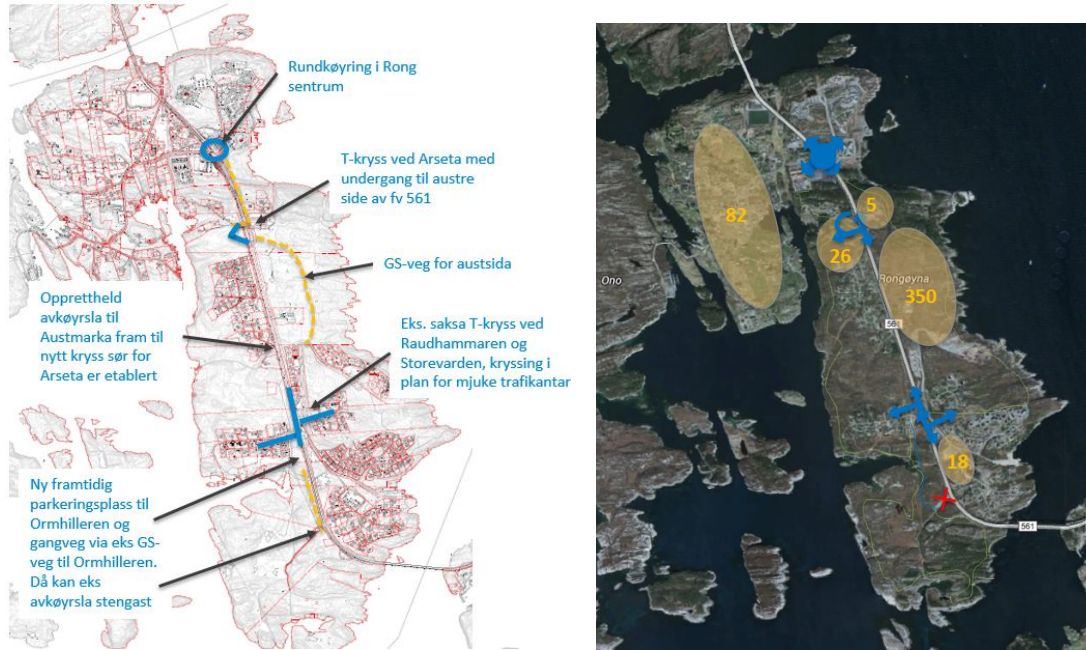 Rundkøyring i Rong
sentrum
T-kryss ved Arseta med
undergang til austre
side av fv 561
GS-veg for austsida
Opprettheld
avkøyrsla til
Austmarka fram til
nytt kryss sør for
Arseta er etablert
Eks. saksa T-kryss ved
Raudhammaren og
Storevarden, kryssing i
plan for mjuke trafikantar
Ny framtidig
parkeringsplass til
Ormhilleren og
gangveg via eks GS-
veg til Ormhilleren.
Då kan eks
avkøyrsla stengast
82
5
26
Ono
Rongøyna
350
561
18
561